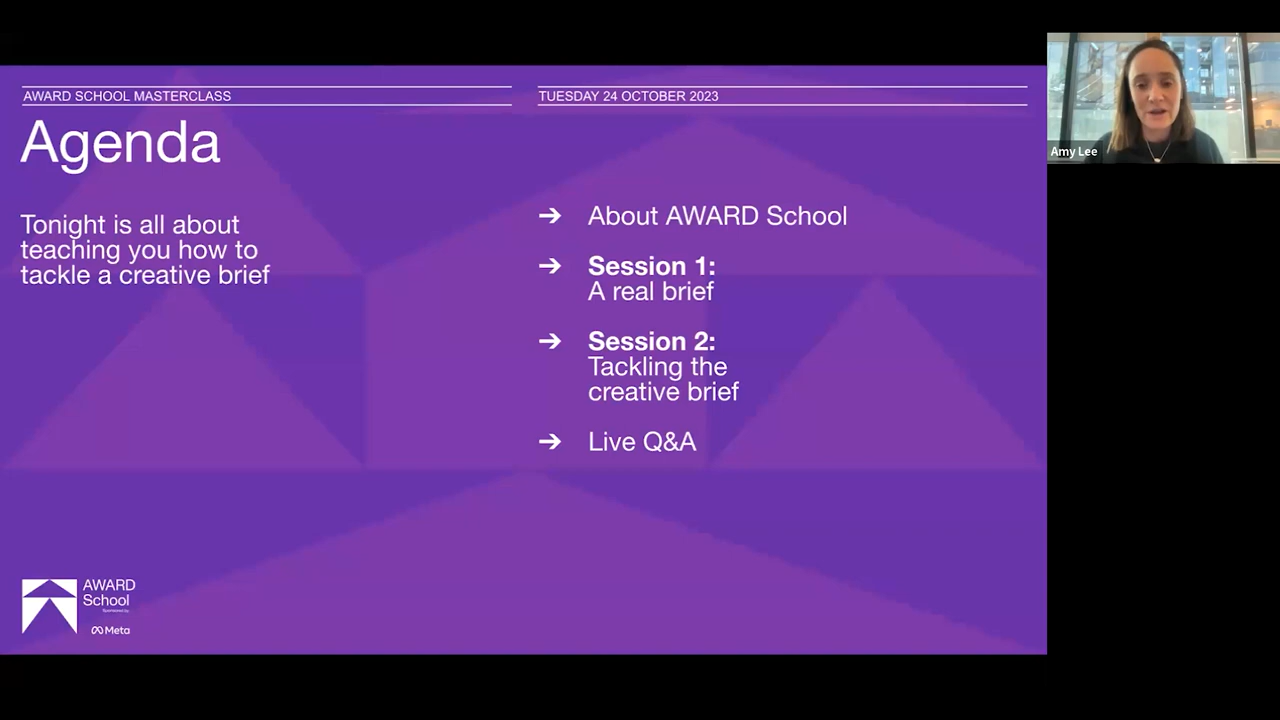 AWARD SCHOOL MASTERCLASS
TUESDAY 24 OCTOBER 2023
Agenda
Tonight is all about
teaching you how to
tackle a creative brief
➔ About AWARD School
➔ Session 1:
A real brief
➔ Session 2:
Tackling the
creative brief
➔ Live Q&A
AWARD
School
Sponsored by
Meta
Amy Lee